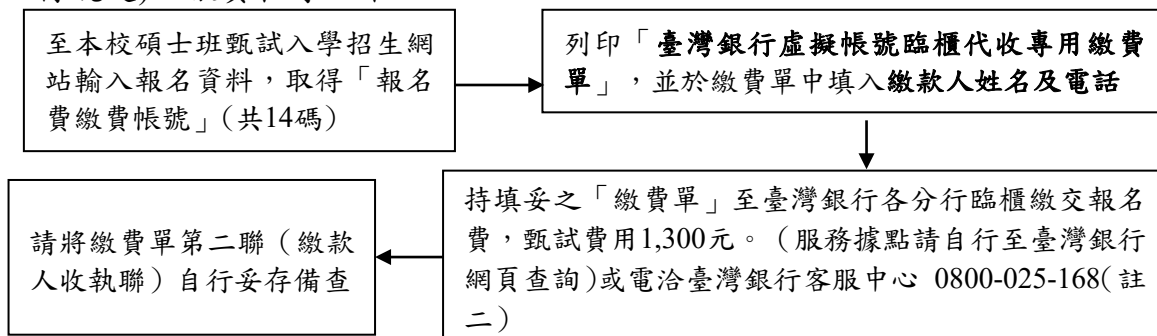 至本校碩士班甄試入學招生網
站輸入報名資料，取得「報名
費繳費帳號」(共14碼)
列印「臺灣銀行虛擬帳號臨櫃代收專用繳費
單」，並於繳費單中填入繳款人姓名及電話
持填妥之「繳費單」至臺灣銀行各分行臨櫃繳交報名
費，甄試費用1,300元。（服務據點請自行至臺灣銀行
網頁查詢)或電洽臺灣銀行客服中心 0800-025-168(註
二）
請將繳費單第二聯（繳款
人收執聯）自行妥存備查